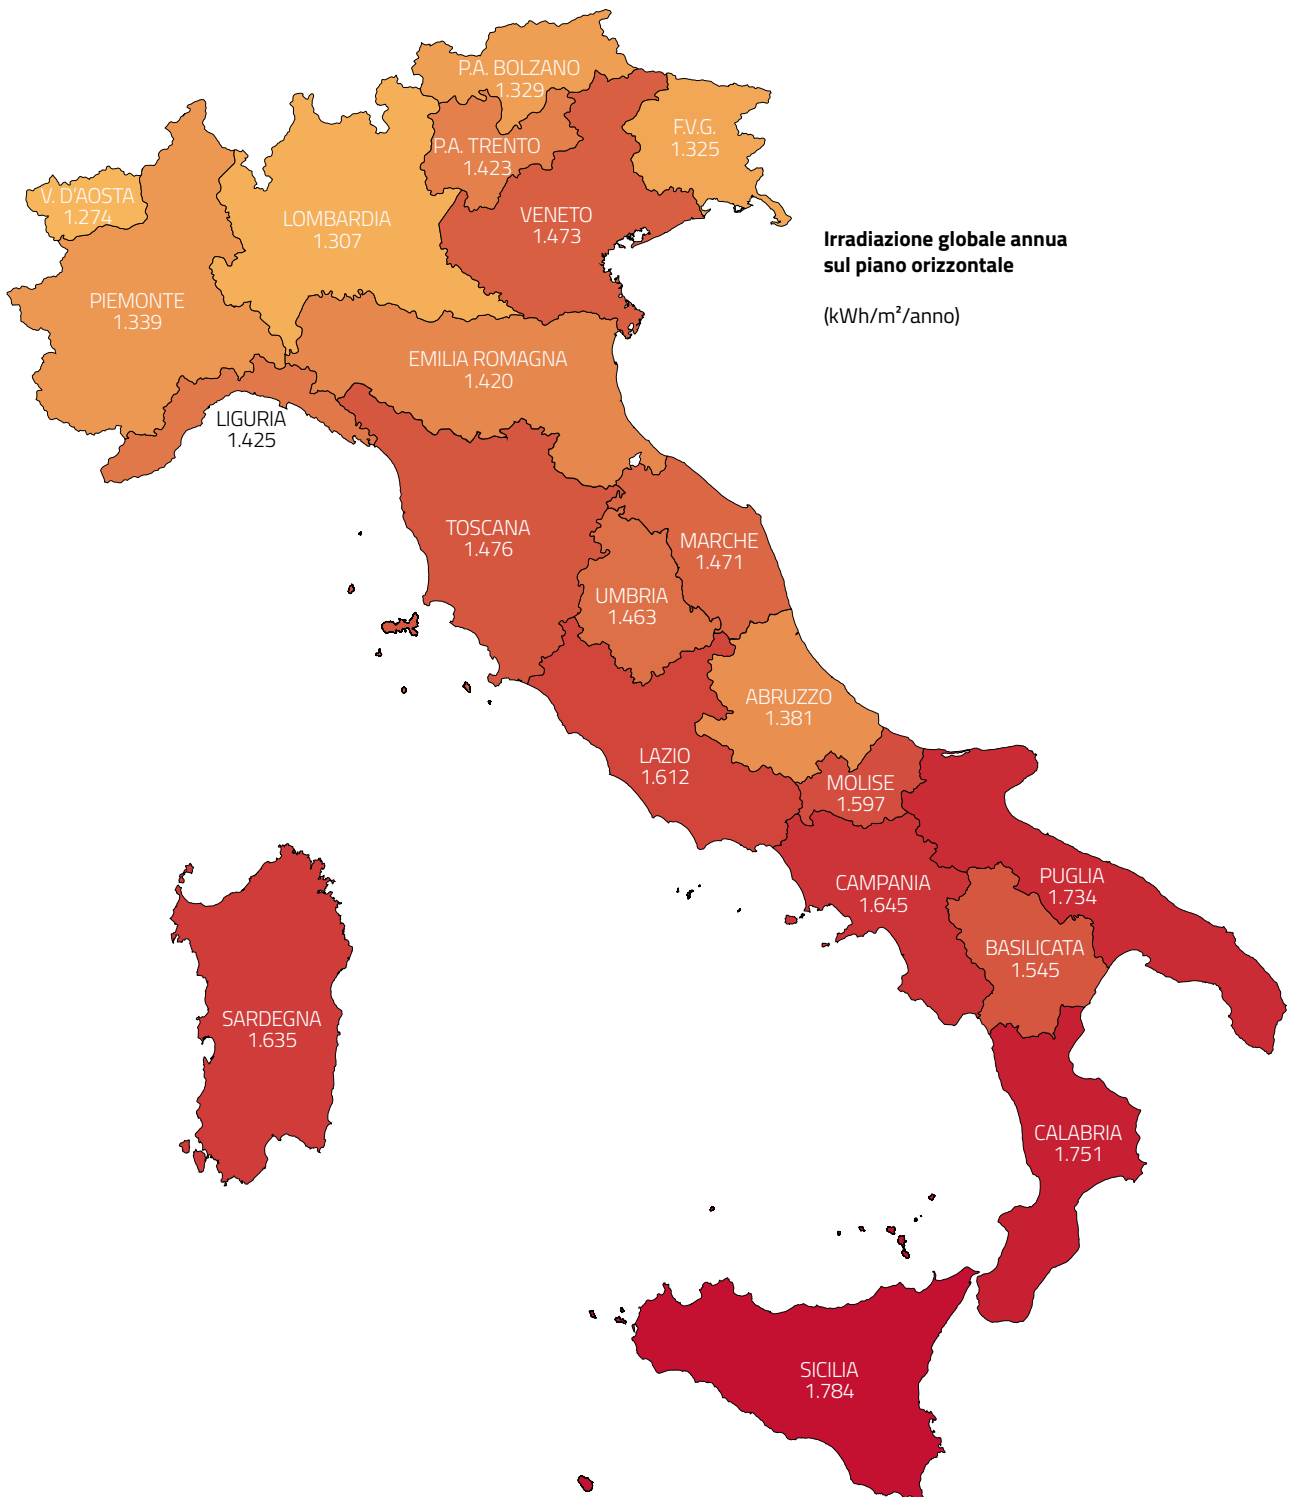 P.A. BOLZANO
1.329
F.V.G.
1.325
P.A. TRENTO
1.423
V. D'AOSTA
1.274
LOMBARDIA
1.307
VENETO
1.473
Irradiazione globale annua
sul piano orizzontale
(kWh/m²/anno)
PIEMONTE
1.339
EMILIA ROMAGNA
1.420
LIGURIA
1.425
TOSCANA
1.476
MARCHE
1.471
UMBRIA
1.463
ABRUZZO
1.381
LAZIO
1.612
MOLISE
1.597
CAMPANIA
1.645
PUGLIA
1.734
BASILICATA
1.545
SARDEGNA
1.635
CALABRIA
1.751
SICILIA
1.784